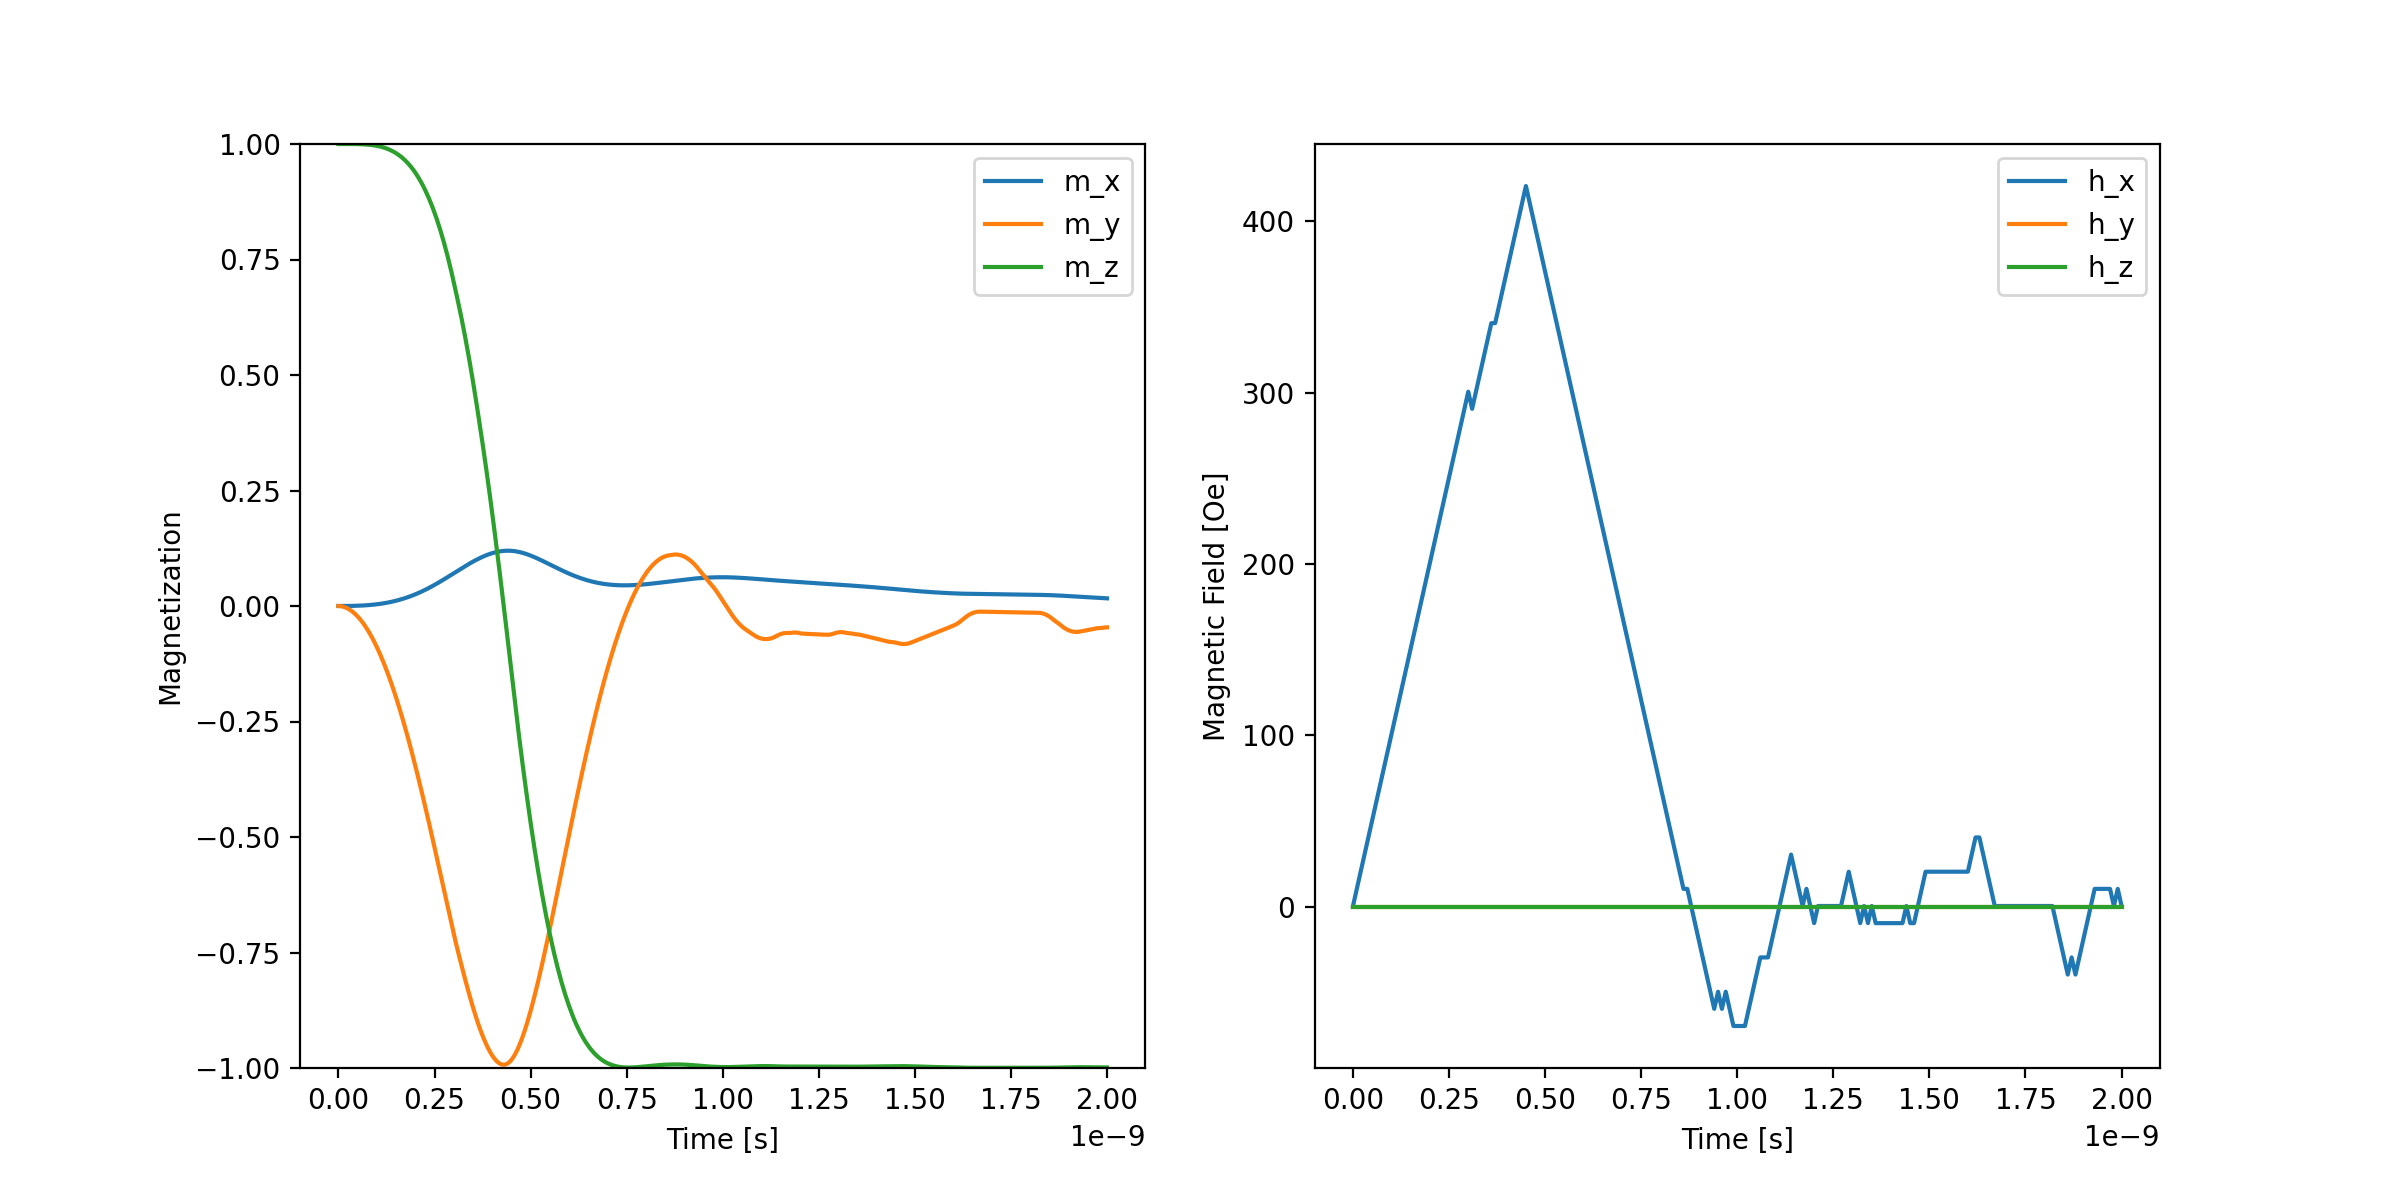 1.00
0.75
0.50
0.25
0.00
−0.25
−0.50
−0.75
−1.00
Magnetization
m_x
m_y
m_z
0.00 0.25 0.50 0.75 1.00 1.25 1.50 1.75 2.00
1e−9
Time [s]
400
300
200
100
0
Magnetic Field [Oe]
h_x
h_y
h_z
0.00 0.25 0.50 0.75 1.00 1.25 1.50 1.75 2.00
1e−9
Time [s]